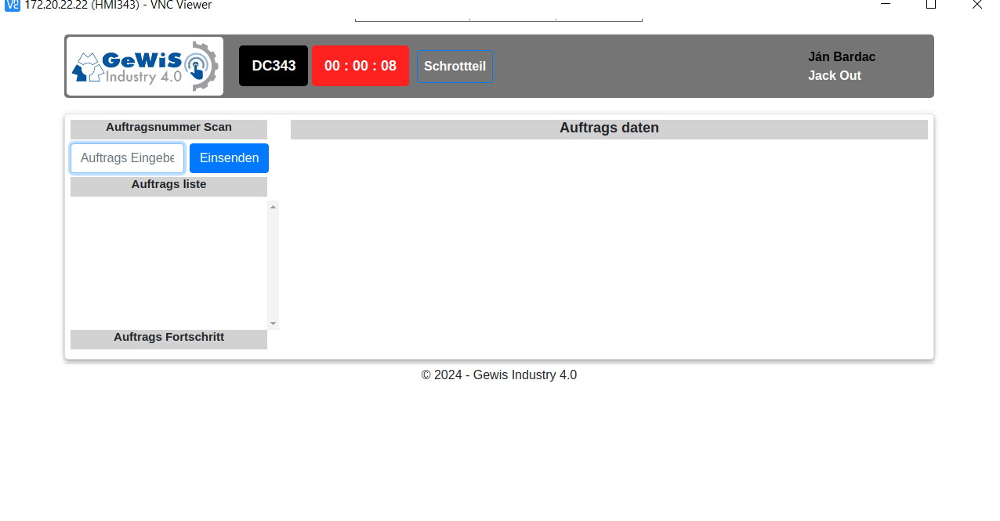 172.20.22.22 (HMI343) - VNC Viewer
GeWiS
Industry 4.0
DC343
00 : 00 : 08
Schrottteil
Ján Bardac
Jack Out
Auftragsnummer Scan
Auftrags Eingebe
Einsenden
Auftrags liste
Auftrags Fortschritt
Auftrags daten
© 2024 - Gewis Industry 4.0